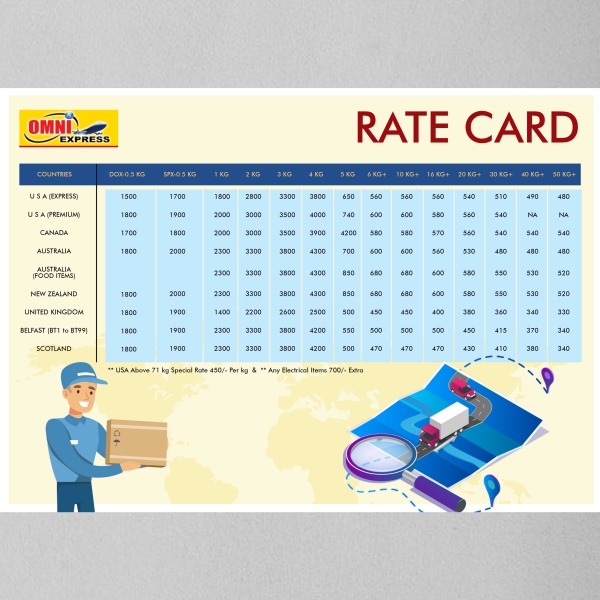 OMNI
EXPRESS
RATE CARD
COUNTRIES DOX-0.5 KG SPX-0.5 KG 1 KG 2 KG 3 KG 4 KG 5 KG 6 KG+ 10 KG+ 16 KG+ 20 KG+ 30 KG+ 40 KG+ 50 KG+
U S A (EXPRESS) 1500 1700 1800 2800 3300 3800 650 560 560 560 540 510 490 480
U S A (PREMIUM) 1800 1900 2000 3000 3500 4000 740 600 600 580 560 540 NA NA
CANADA 1700 1800 2000 3000 3500 3900 4200 580 580 570 560 540 540 540
AUSTRALIA 1800 2000 2300 3300 3800 4300 700 600 600 560 530 480 480 480
AUSTRALIA
(FOOD ITEMS) 2300 3300 3800 4300 850 680 680 600 580 550 530 520
NEW ZEALAND 1800 2000 2300 3300 3800 4300 850 680 680 600 580 550 530 520
UNITED KINGDOM 1800 1900 1400 2200 2600 2500 500 450 450 400 380 360 340 330
BELFAST (BT1 to BT99) 1800 1900 2300 3300 3800 4200 550 500 500 500 450 415 370 340
SCOTLAND 1800 1900 2300 3300 3800 4200 500 470 470 470 430 410 380 340
** USA Above 71 kg Special Rate 450/- Per kg & ** Any Electrical Items 700/- Extra